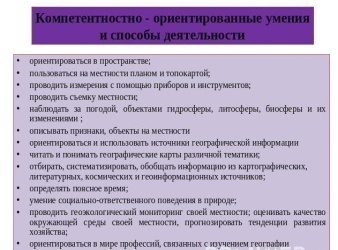 Компетентностно - ориентированные умения
и способы деятельности
• ориентироваться в пространстве;
• пользоваться на местности планом и топокартой;
• проводить измерения с помощью приборов и инструментов;
• проводить съемку местности;
• наблюдать за погодой, объектами гидросферы, литосферы, биосферы и их
изменениями ;
• описывать признаки, объекты на местности
• ориентироваться и использовать источники географической информации
• читать и понимать географические карты различной тематики;
• отбирать, систематизировать, обобщать информацию из картографических,
литературных, космических и геоинформационных источников;
• определять поясное время;
• умение социально-ответственного поведения в природе;
• проводить геоэкологический мониторинг своей местности; оценивать качество
окружающей среды своей местности, прогнозировать тенденции развития
хозяйства;
• ориентироваться в мире профессий, связанных с знанием географии